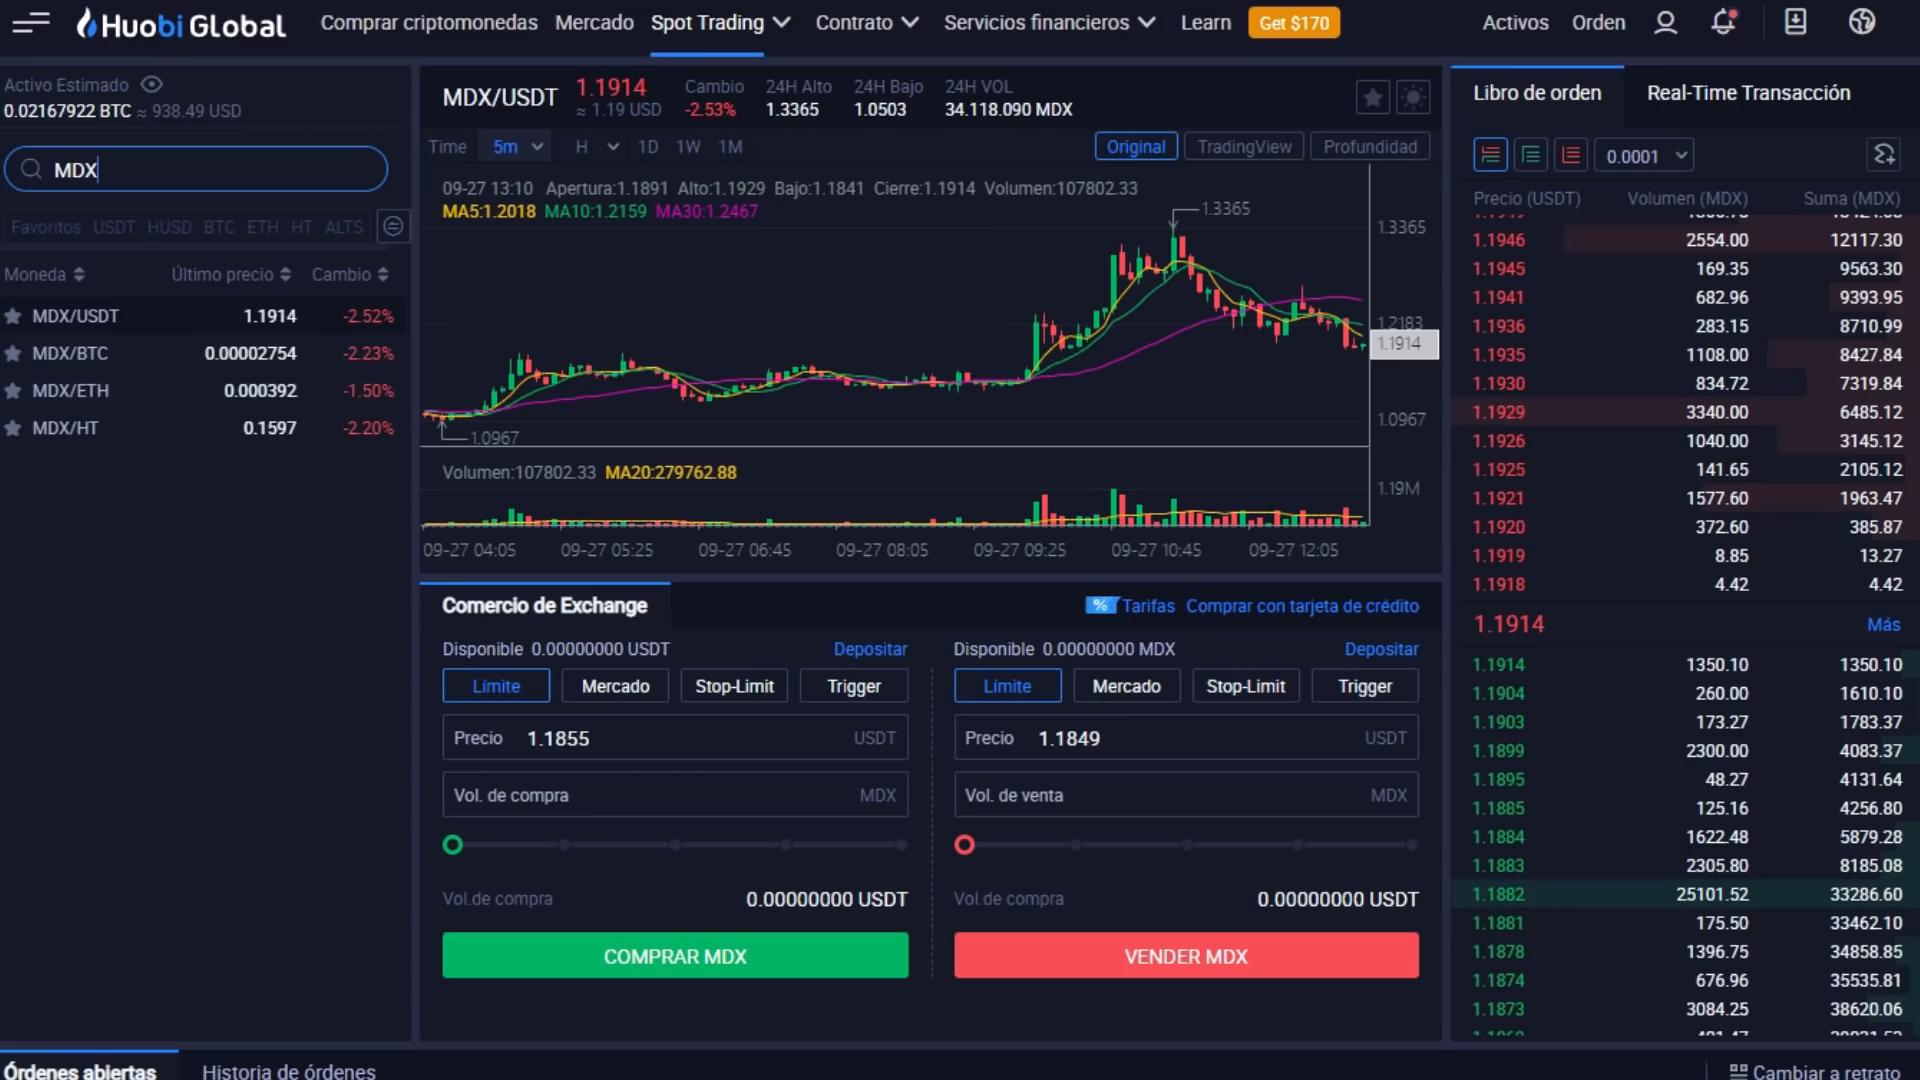 Huobi Global Comprar criptomonedas Mercado Spot Trading Contrato Servicios financieros Learn Get $170 Activos Orden
Activo Estimado
0.02167922 BTC ≈ 938.49 USD
MDX
Favoritos USDT HUSD BTC ETH HT ALTS
Moneda Último precio Cambio
MDX/USDT 1.1914 -2.52%
MDX/BTC 0.00002754 -2.23%
MDX/ETH 0.000392 -1.50%
MDX/HT 0.1597 -2.20%
MDX/USDT 1.1914 ≈ 1.19 USD
Cambio -2.53%
24H Alto 1.3365
24H Bajo 1.0503
24H VOL 34.118.090 MDX
Time 5m H 1D 1W 1M Original TradingView Profundidad
09-27 13:10 Apertura:1.1891 Alto:1.1929 Bajo:1.1841 Cierre:1.1914 Volumen:107802.33
MA5:1.2018 MA10:1.2159 MA30:1.2467
1.3365
1.3365
1.2183
1.1914
1.0967
1.0967
Volumen:107802.33 MA20:279762.88
1.19M
09-27 04:05 09-27 05:25 09-27 06:45 09-27 08:05 09-27 09:25 09-27 10:45 09-27 12:05
Comercio de Exchange % Tarifas Comprar con tarjeta de crédito
Disponible 0.00000000 USDT Depositar
Límite Mercado Stop-Limit Trigger
Precio 1.1855 USDT
Vol. de compra MDX
Vol.de compra 0.00000000 USDT
COMPRAR MDX
Disponible 0.00000000 MDX Depositar
Límite Mercado Stop-Limit Trigger
Precio 1.1849 USDT
Vol. de venta MDX
Vol.de compra 0.00000000 USDT
VENDER MDX
Libro de orden Real-Time Transacción
0.0001
Precio (USDT) Volumen (MDX) Suma (MDX)
1.1946 2554.00 12117.30
1.1945 169.35 9563.30
1.1941 682.96 9393.95
1.1936 283.15 8710.99
1.1935 1108.00 8427.84
1.1930 834.72 7319.84
1.1929 3340.00 6485.12
1.1926 1040.00 3145.12
1.1925 141.65 2105.12
1.1921 1577.60 1963.47
1.1920 372.60 385.87
1.1919 8.85 13.27
1.1918 4.42 4.42
1.1914 Más
1.1914 1350.10 1350.10
1.1904 260.00 1610.10
1.1903 173.27 1783.37
1.1899 2300.00 4083.37
1.1895 48.27 4131.64
1.1885 125.16 4256.80
1.1884 1622.48 5879.28
1.1883 2305.80 8185.08
1.1882 25101.52 33286.60
1.1881 175.50 33462.10
1.1878 1396.75 34858.85
1.1874 676.96 35535.81
1.1873 3084.25 38620.06
Órdenes abiertas Historia de órdenes Cambiar a retrato